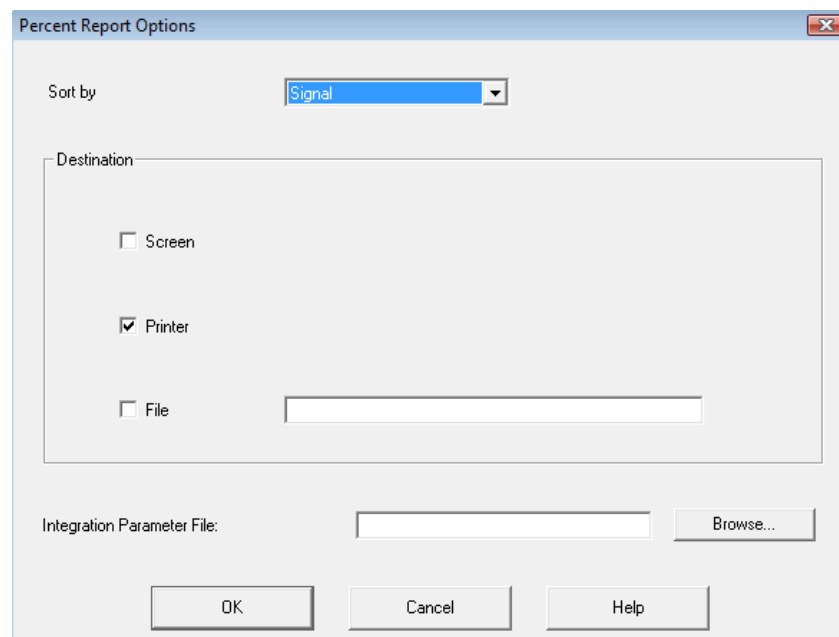 Percent Report Options
Sort by Signal
Destination
Screen
Printer
File
Integration Parameter File: Browse...
OK Cancel Help